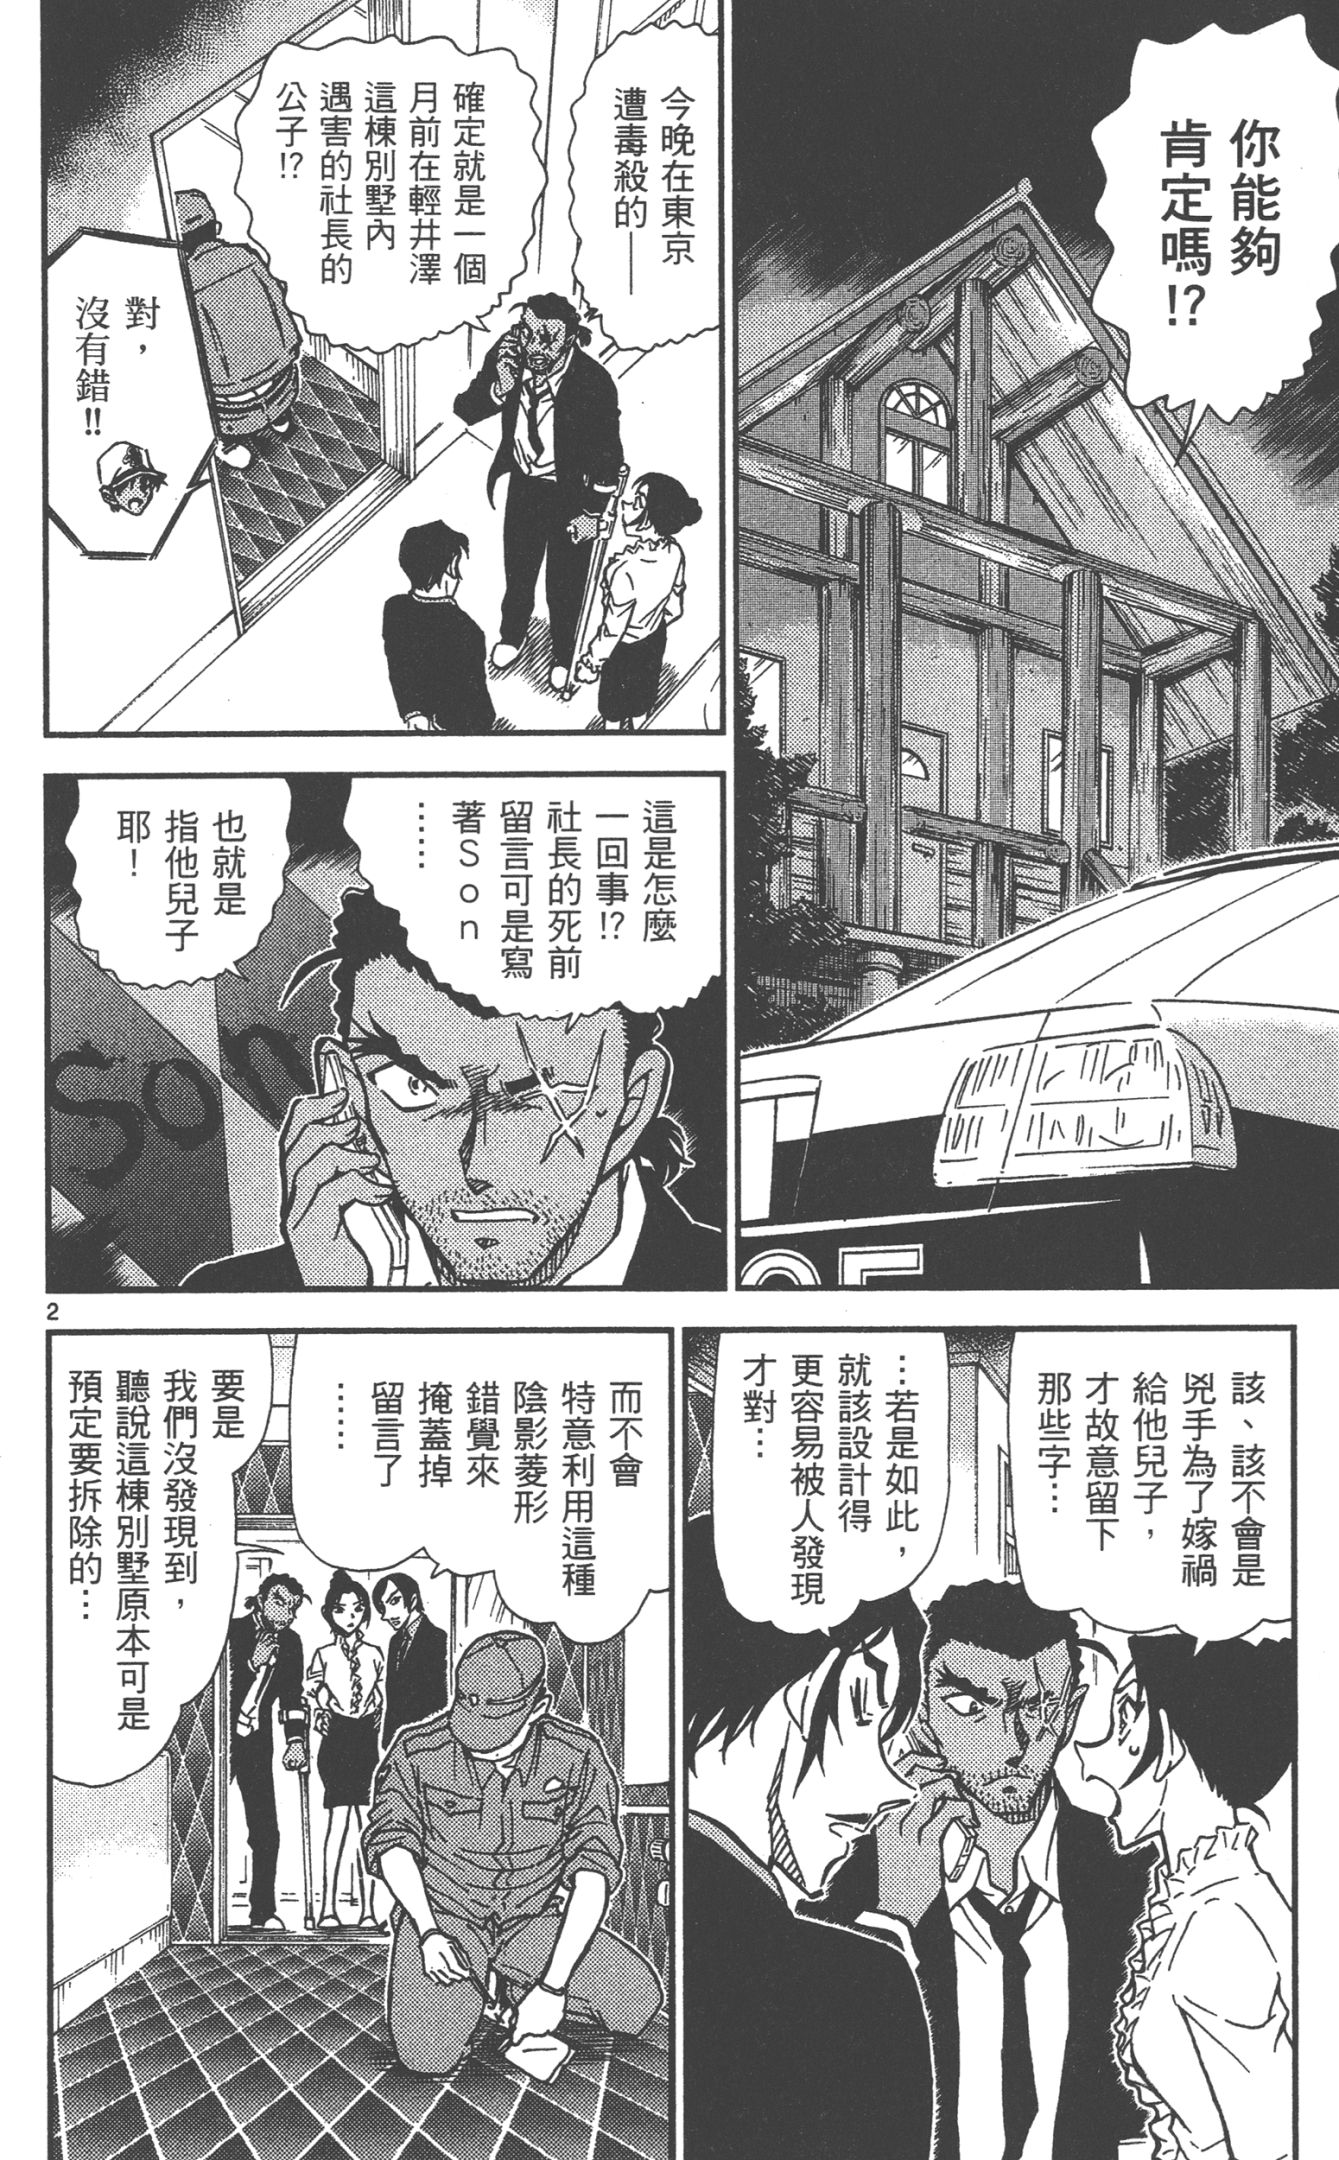 你能夠
肯定嗎!?
今晚在東京
遭毒殺的——
確定就是一個
月前在輕井澤
這棟別墅內
遇害的社長的
公子!?
對，
沒有錯!!
這是怎麼
一回事!?
社長的死前
留言可是寫
著Son
……
也就是
指他兒子
耶！
Son
2
該、該不會是
兇手為了嫁禍
給他兒子，
才故意留下
那些字…
…若是如此，
就該設計得
更容易被人發現
才對…
而不會
特意利用這種
陰影菱形
錯覺來
掩蓋掉
留言了
……
要是
我們沒發現到，
聽說這棟別墅原本可是
預定要拆除的…